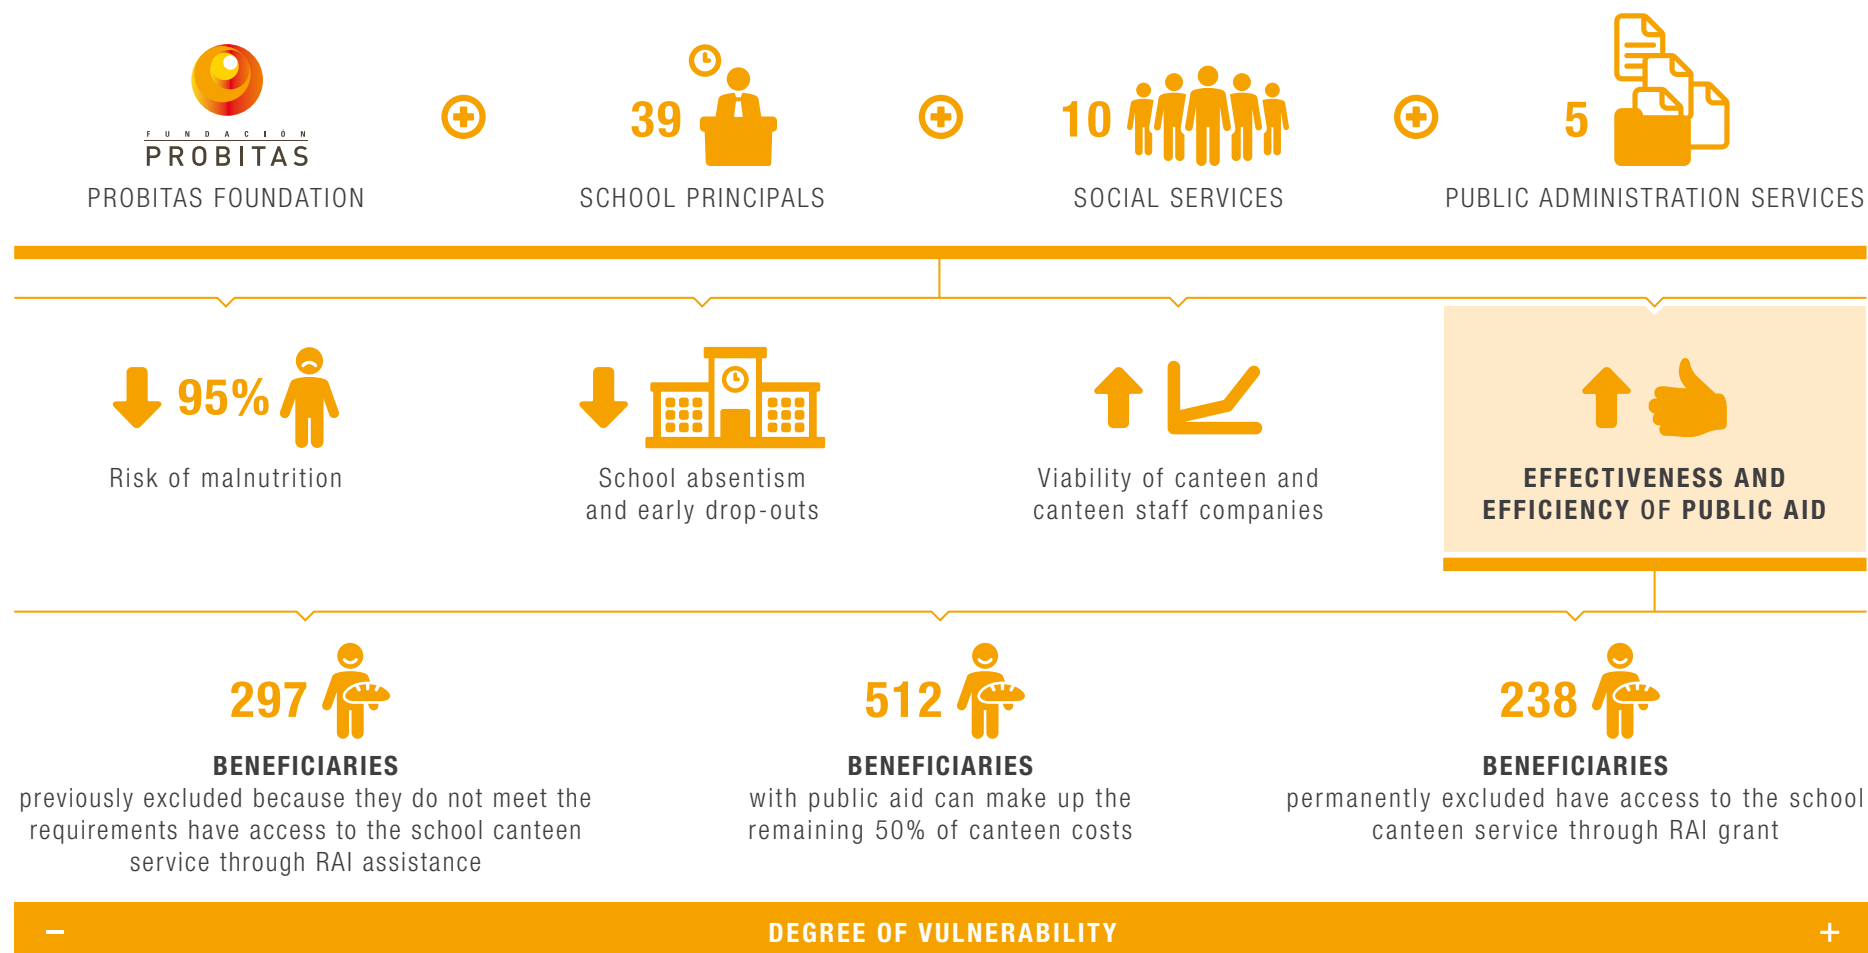 FUNDACIÓN
PROBITAS
PROBITAS FOUNDATION
39
SCHOOL PRINCIPALS
10
SOCIAL SERVICES
5
PUBLIC ADMINISTRATION SERVICES
95%
Risk of malnutrition
School absentism
and early drop-outs
Viability of canteen and
canteen staff companies
EFFECTIVENESS AND
EFFICIENCY OF PUBLIC AID
297
BENEFICIARIES
previously excluded because they do not meet the
requirements have access to the school canteen
service through RAI assistance
512
BENEFICIARIES
with public aid can make up the
remaining 50% of canteen costs
238
BENEFICIARIES
permanently excluded have access to the school
canteen service through RAI grant
– DEGREE OF VULNERABILITY +